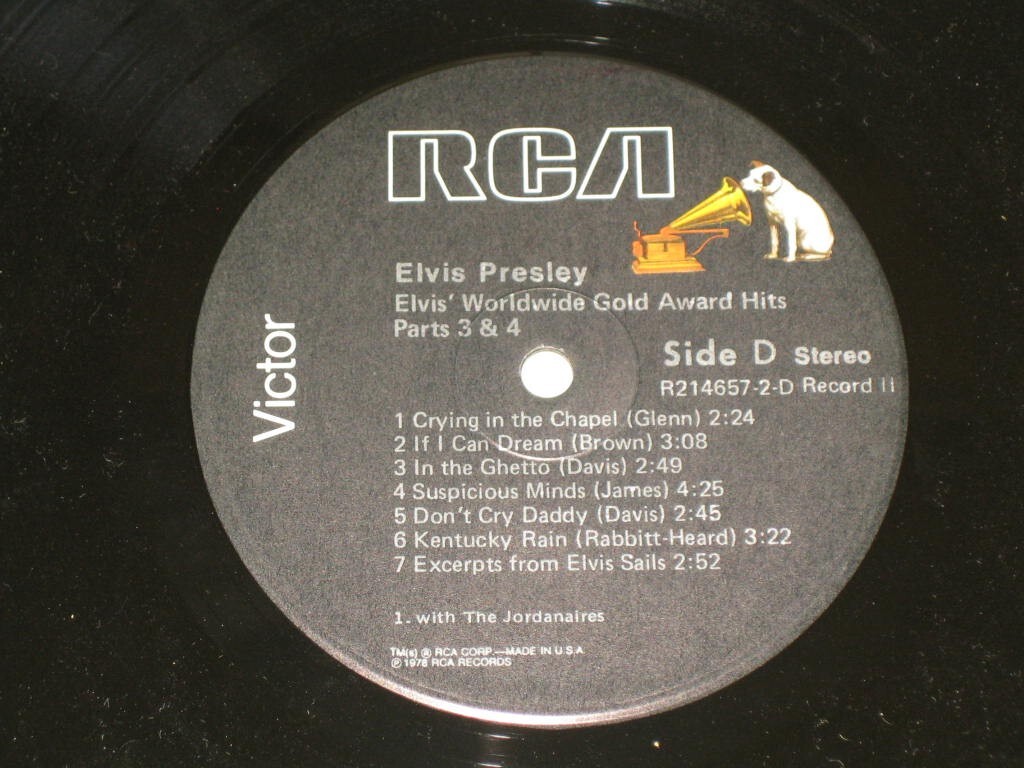 RCA
Victor
Elvis Presley
Elvis' Worldwide Gold Award Hits
Parts 3 & 4
Side D Stereo
R214657-2-D Record II
1 Crying in the Chapel (Glenn) 2:24
2 If I Can Dream (Brown) 3:08
3 In the Ghetto (Davis) 2:49
4 Suspicious Minds (James) 4:25
5 Don't Cry Daddy (Davis) 2:45
6 Kentucky Rain (Rabbitt-Heard) 3:22
7 Excerpts from Elvis Sails 2:52
1. with The Jordanaires
TM(s) ® RCA CORP.—MADE IN U.S.A.
℗ 1978 RCA RECORDS